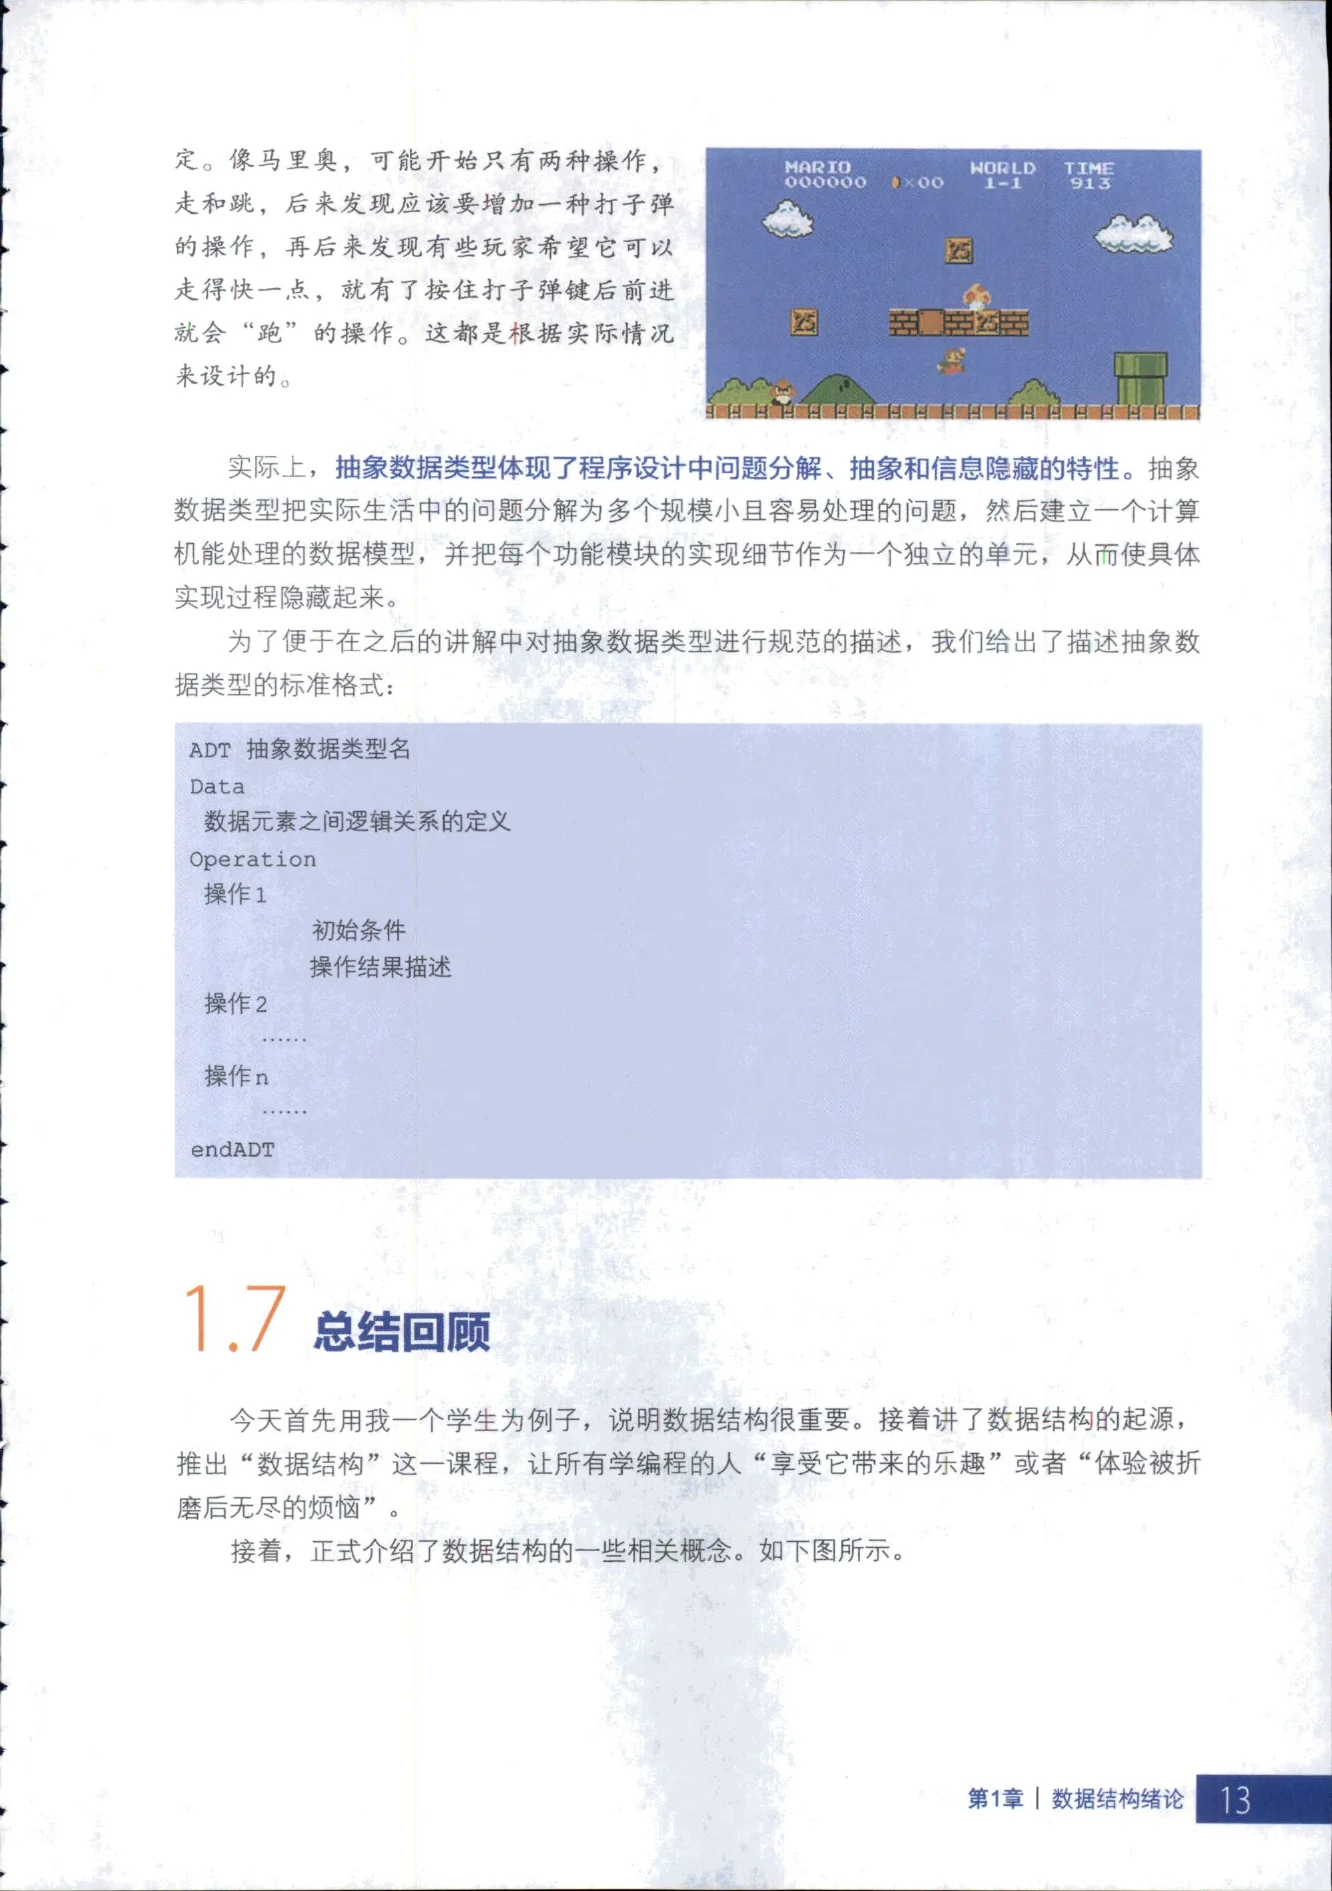 定。像马里奥，可能开始只有两种操作，
走和跳，后来发现应该要增加一种打子弹
的操作，再后来发现有些玩家希望它可以
走得快一点，就有了按住打子弹键后前进
就会“跑”的操作。这都是根据实际情况
来设计的。
MARIO WORLD TIME
000000 ×00 1-1 913
25
25 25
实际上，抽象数据类型体现了程序设计中问题分解、抽象和信息隐藏的特性。抽象
数据类型把实际生活中的问题分解为多个规模小且容易处理的问题，然后建立一个计算
机能处理的数据模型，并把每个功能模块的实现细节作为一个独立的单元，从而使具体
实现过程隐藏起来。
为了便于在之后的讲解中对抽象数据类型进行规范的描述，我们给出了描述抽象数
据类型的标准格式：
ADT 抽象数据类型名
Data
数据元素之间逻辑关系的定义
Operation
操作1
初始条件
操作结果描述
操作2
……
操作n
……
endADT
1.7 总结回顾
今天首先用我一个学生为例子，说明数据结构很重要。接着讲了数据结构的起源，
推出“数据结构”这一课程，让所有学编程的人“享受它带来的乐趣”或者“体验被折
磨后无尽的烦恼”。
接着，正式介绍了数据结构的一些相关概念。如下图所示。
第1章 | 数据结构绪论 13